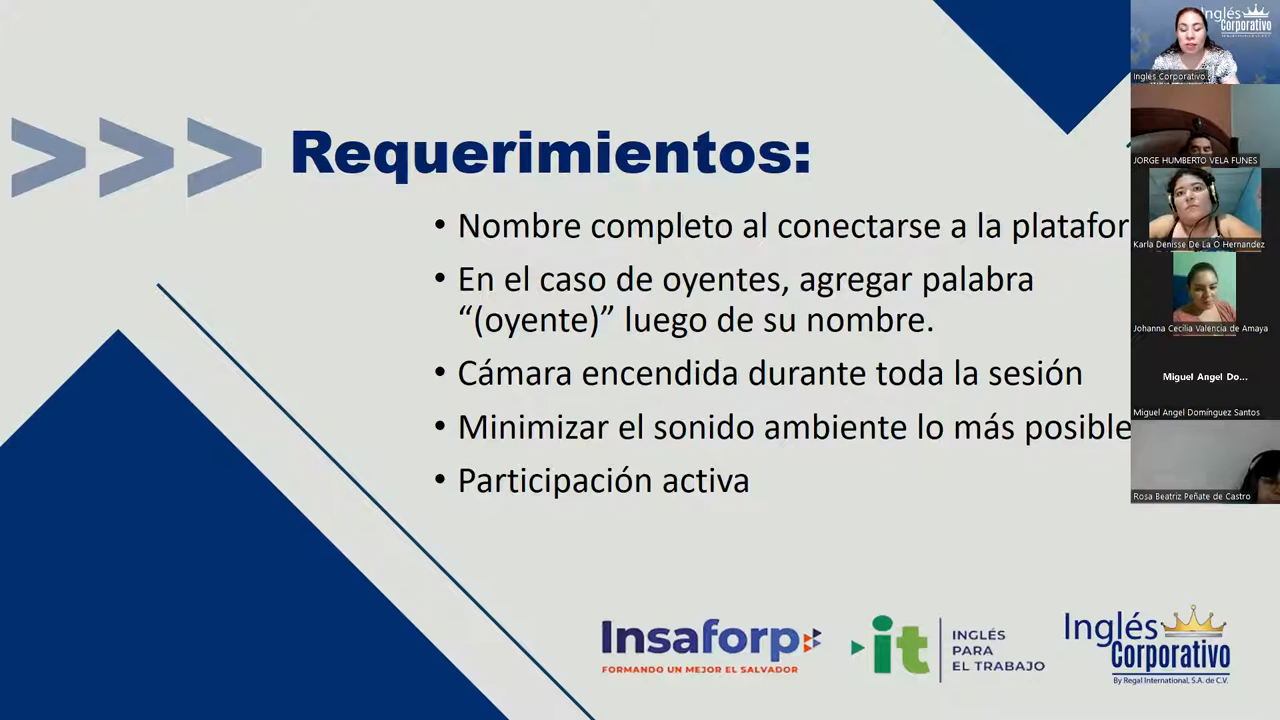 Requerimientos:
• Nombre completo al conectarse a la platafor
• En el caso de oyentes, agregar palabra
“(oyente)” luego de su nombre.
• Cámara encendida durante toda la sesión
• Minimizar el sonido ambiente lo más posible
• Participación activa
Insaforp
FORMANDO UN MEJOR EL SALVADOR
it
INGLÉS
PARA
EL TRABAJO
Inglés
Corporativo
By Regal International, S.A. de C.V.
Inglés
Corporativo
Inglés Corporativo
JORGE HUMBERTO VELA FUNES
Karla Denisse De La O Hernandez
Johanna Cecilia Valencia de Amaya
Miguel Angel Do...
Miguel Angel Domínguez Santos
Rosa Beatriz Peñate de Castro